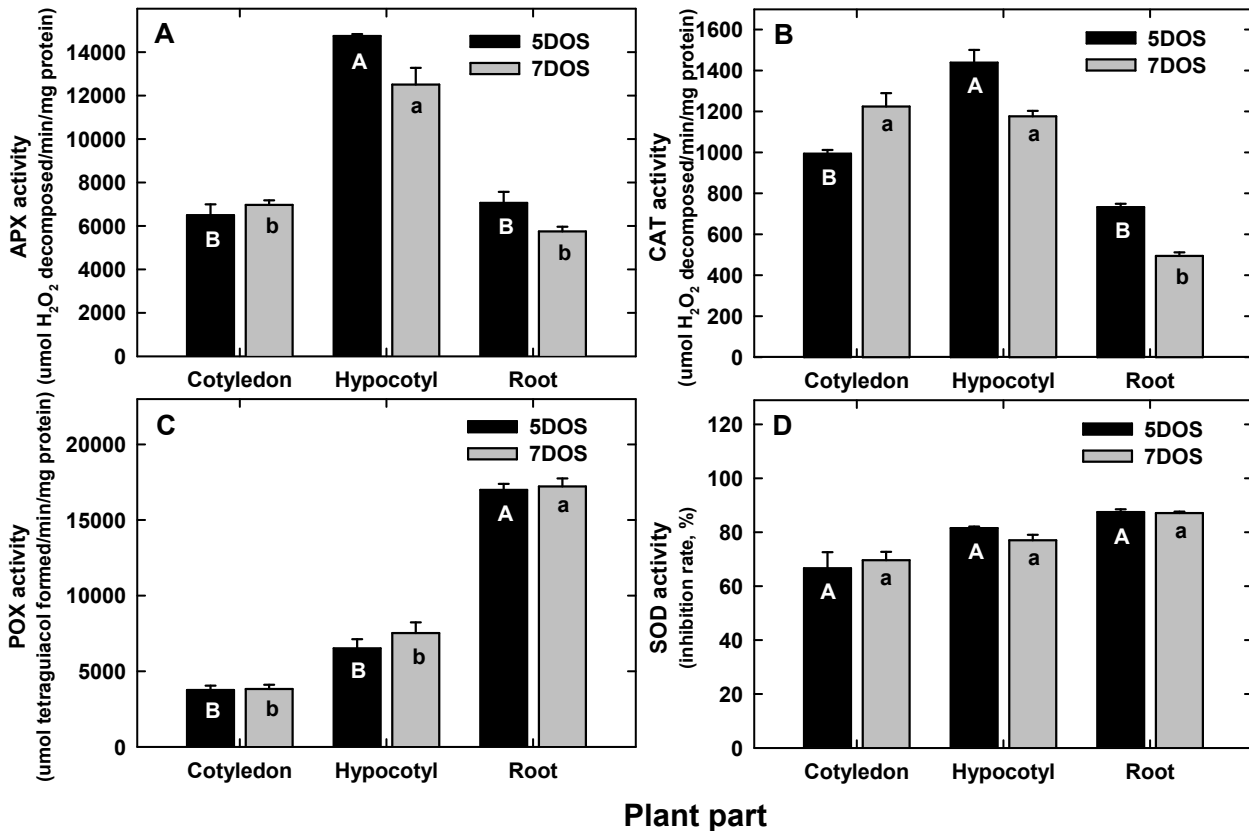 A
APX activity
(umol H₂O₂ decomposed/min/mg protein)
14000
12000
10000
8000
6000
4000
2000
0
5DOS
7DOS
B
b
A
a
B
b
Cotyledon
Hypocotyl
Root
B
CAT activity
(umol H₂O₂ decomposed/min/mg protein)
1600
1400
1200
1000
800
600
400
200
0
5DOS
7DOS
B
a
A
a
B
b
Cotyledon
Hypocotyl
Root
C
POX activity
(umol tetraguiacol formed/min/mg protein)
20000
15000
10000
5000
0
5DOS
7DOS
B
b
B
b
A
a
Cotyledon
Hypocotyl
Root
D
SOD activity
(inhibition rate, %)
120
100
80
60
40
20
0
5DOS
7DOS
A
a
A
a
A
a
Cotyledon
Hypocotyl
Root
Plant part